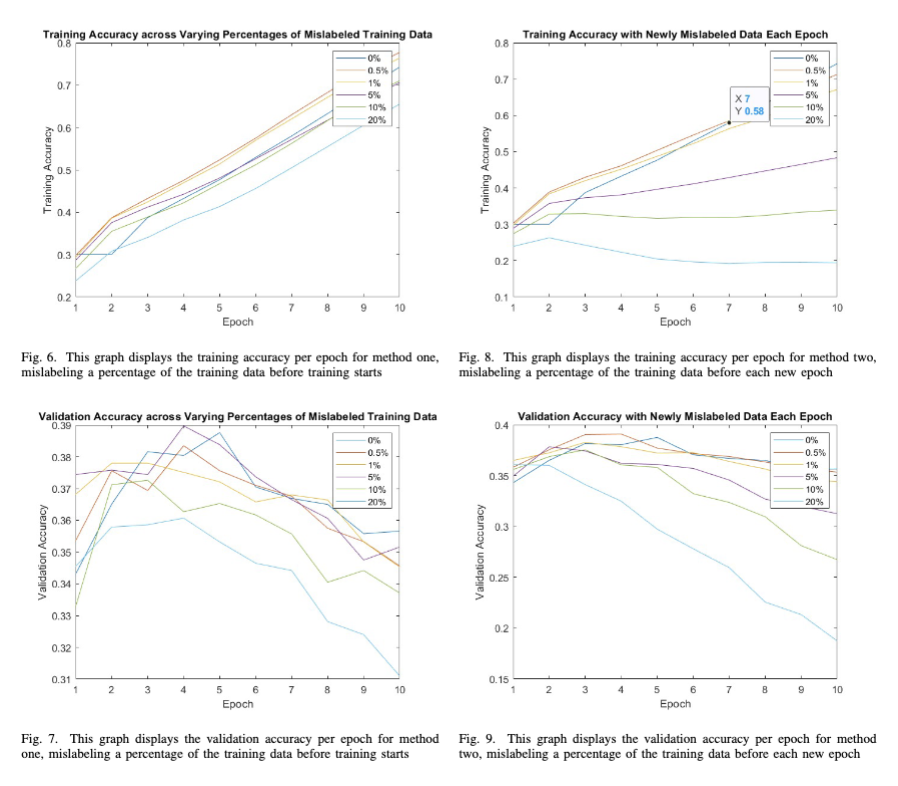 Training Accuracy across Varying Percentages of Mislabeled Training Data
0.8
0.7
0.6
0.5
0.4
0.3
0.2
Training Accuracy
1 2 3 4 5 6 7 8 9 10
Epoch
0%
0.5%
1%
5%
10%
20%
Fig. 6. This graph displays the training accuracy per epoch for method one,
mislabeling a percentage of the training data before training starts
Training Accuracy with Newly Mislabeled Data Each Epoch
0.8
0.7
0.6
0.5
0.4
0.3
0.2
0.1
Training Accuracy
1 2 3 4 5 6 7 8 9 10
Epoch
X 7
Y 0.58
0%
0.5%
1%
5%
10%
20%
Fig. 8. This graph displays the training accuracy per epoch for method two,
mislabeling a percentage of the training data before each new epoch
Validation Accuracy across Varying Percentages of Mislabeled Training Data
0.39
0.38
0.37
0.36
0.35
0.34
0.33
0.32
0.31
Validation Accuracy
1 2 3 4 5 6 7 8 9 10
Epoch
0%
0.5%
1%
5%
10%
20%
Fig. 7. This graph displays the validation accuracy per epoch for method
one, mislabeling a percentage of the training data before training starts
Validation Accuracy with Newly Mislabeled Data Each Epoch
0.4
0.35
0.3
0.25
0.2
0.15
Validation Accuracy
1 2 3 4 5 6 7 8 9 10
Epoch
0%
0.5%
1%
5%
10%
20%
Fig. 9. This graph displays the validation accuracy per epoch for method
two, mislabeling a percentage of the training data before each new epoch